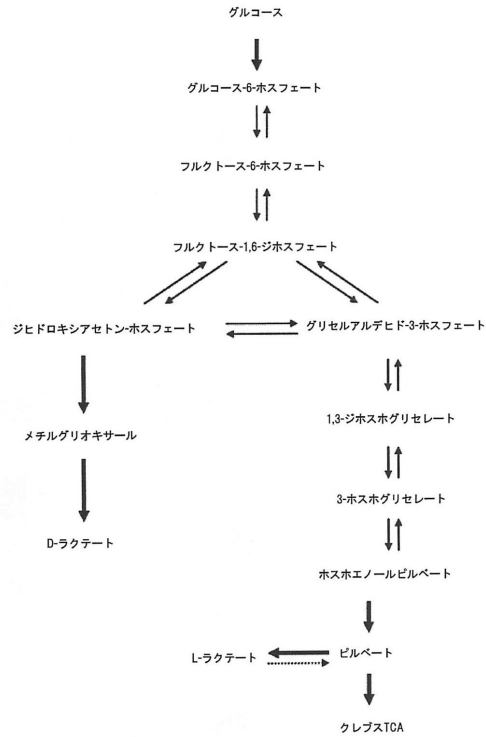 グルコース
グルコース-6-ホスフェート
フルクトース-6-ホスフェート
フルクトース-1,6-ジホスフェート
ジヒドロキシアセトン-ホスフェート
グリセルアルデヒド-3-ホスフェート
1,3-ジホスホグリセレート
メチルグリオキサール
3-ホスホグリセレート
D-ラクテート
ホスホエノールピルベート
L-ラクテート
ピルベート
クレブスTCA